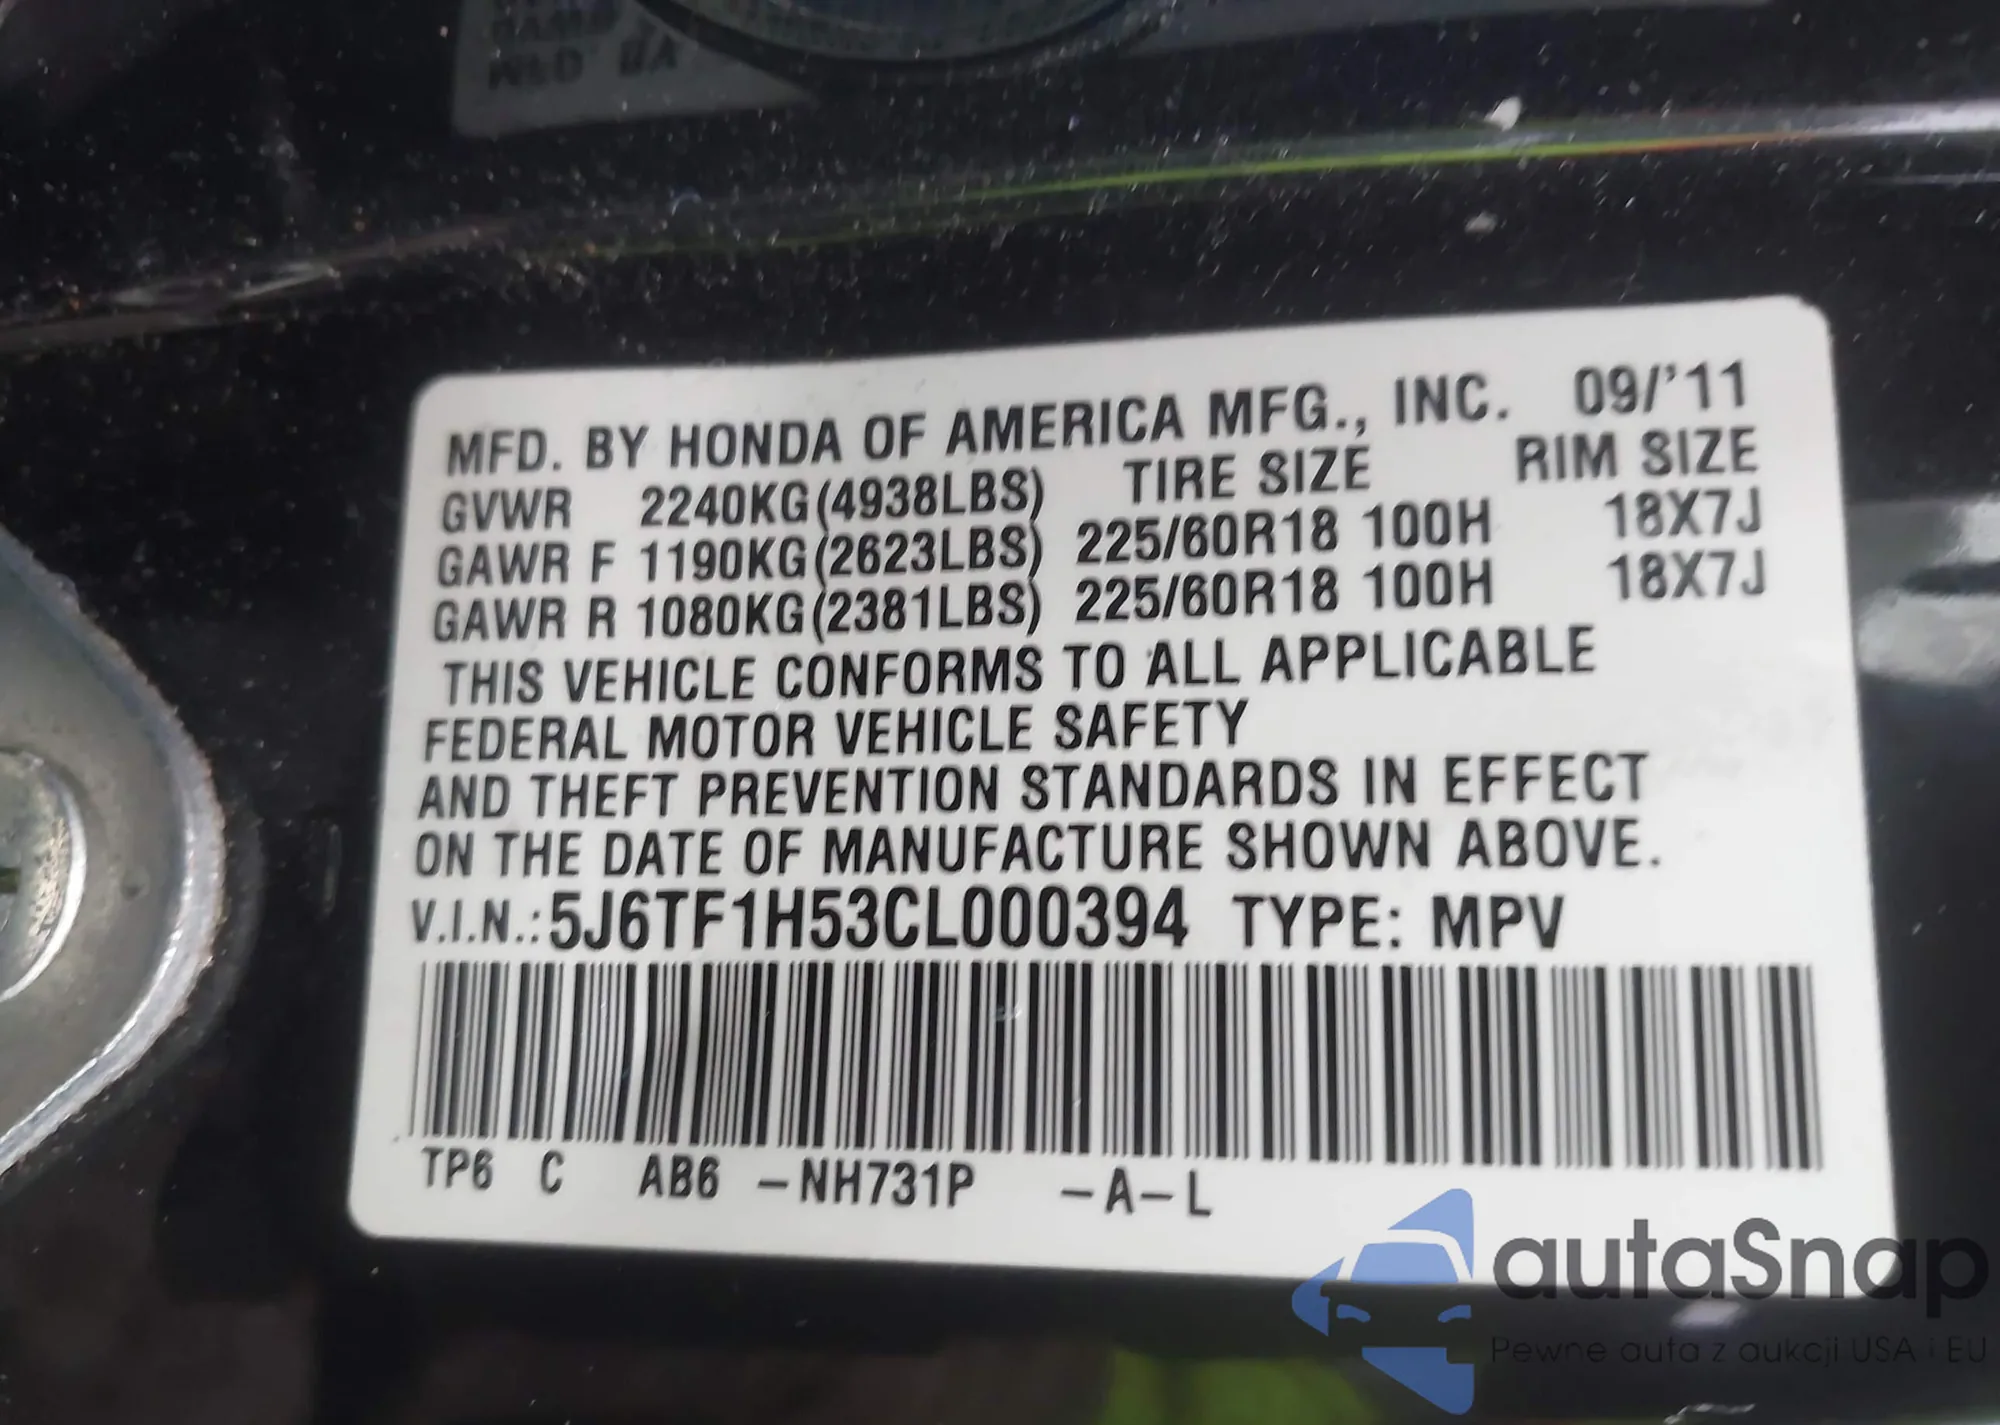 MFD. BY HONDA OF AMERICA MFG., INC. 09/'11
GVWR 2240KG(4938LBS) TIRE SIZE RIM SIZE
GAWR F 1190KG(2623LBS) 225/60R18 100H 18X7J
GAWR R 1080KG(2381LBS) 225/60R18 100H 18X7J
THIS VEHICLE CONFORMS TO ALL APPLICABLE
FEDERAL MOTOR VEHICLE SAFETY
AND THEFT PREVENTION STANDARDS IN EFFECT
ON THE DATE OF MANUFACTURE SHOWN ABOVE.
V.I.N.:5J6TF1H53CL000394 TYPE: MPV
TP6 C AB6 -NH731P -A-L
autaSnap
Pewne auta z aukcji USA i EU